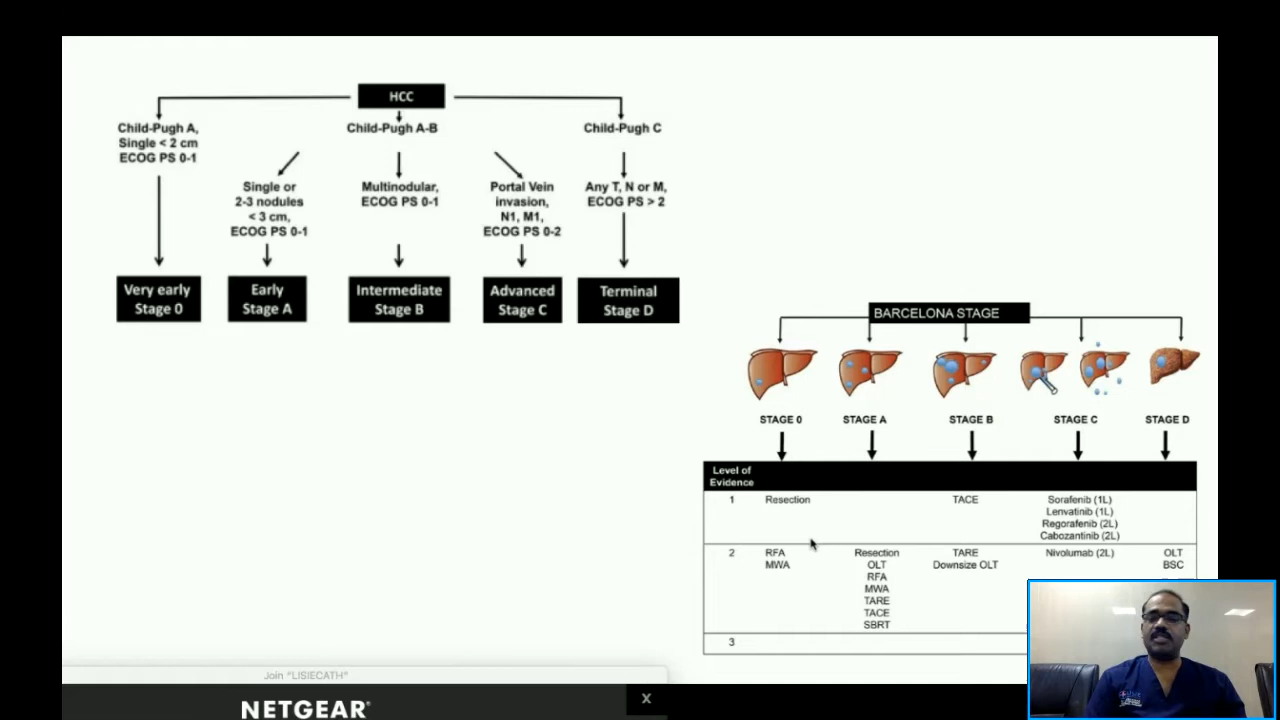 HCC
Child-Pugh A,
Single < 2 cm
ECOG PS 0-1
Child-Pugh A-B
Child-Pugh C
Single or
2-3 nodules
< 3 cm,
ECOG PS 0-1
Multinodular,
ECOG PS 0-1
Portal Vein
invasion,
N1, M1,
ECOG PS 0-2
Any T, N or M,
ECOG PS > 2
Very early
Stage 0
Early
Stage A
Intermediate
Stage B
Advanced
Stage C
Terminal
Stage D
BARCELONA STAGE
STAGE 0
STAGE A
STAGE B
STAGE C
STAGE D
Level of
Evidence
1
Resection
TACE
Sorafenib (1L)
Lenvatinib (1L)
Regorafenib (2L)
Cabozantinib (2L)
2
RFA
MWA
Resection
OLT
RFA
MWA
TARE
TACE
SBRT
TARE
Downsize OLT
Nivolumab (2L)
OLT
BSC
3
Join "LISIECATH"
NETGEAR®
X